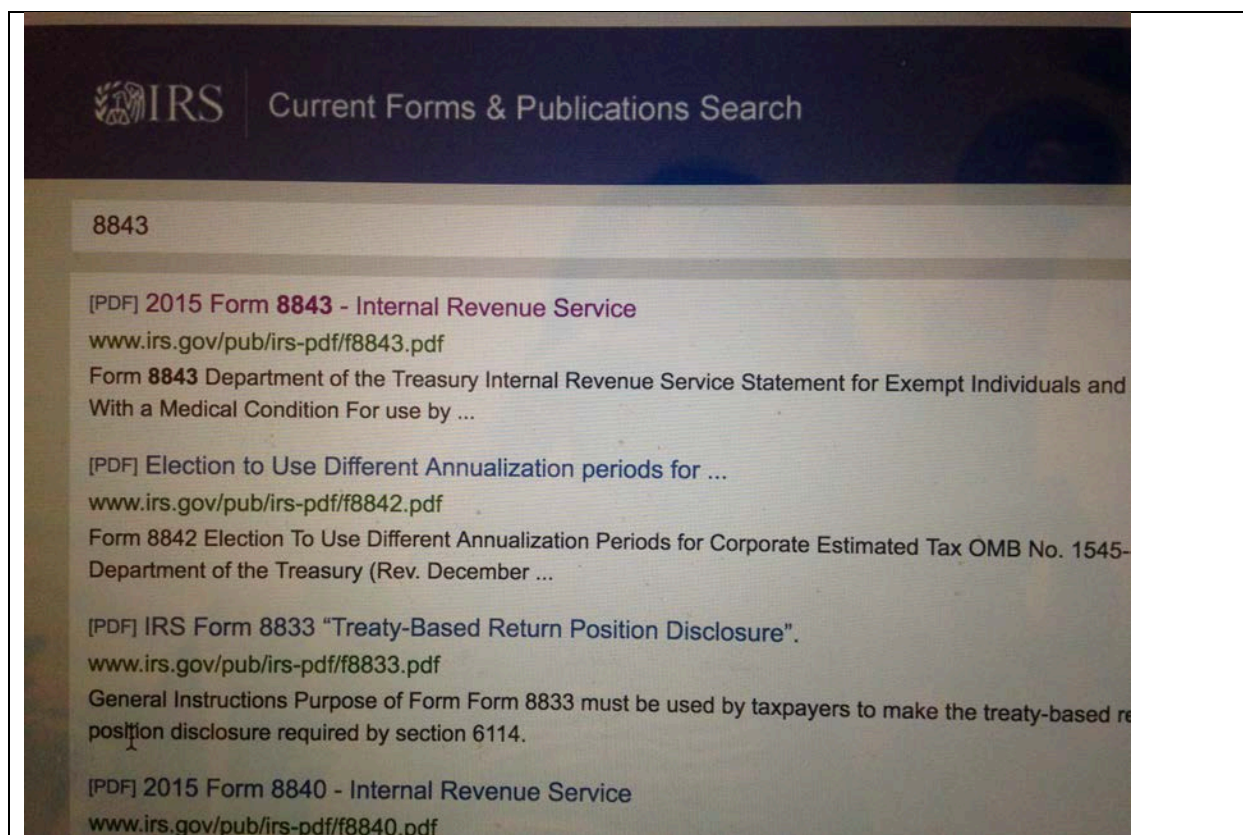 IRS Current Forms & Publications Search
8843
[PDF] 2015 Form 8843 - Internal Revenue Service
www.irs.gov/pub/irs-pdf/f8843.pdf
Form 8843 Department of the Treasury Internal Revenue Service Statement for Exempt Individuals and
With a Medical Condition For use by ...
[PDF] Election to Use Different Annualization periods for ...
www.irs.gov/pub/irs-pdf/f8842.pdf
Form 8842 Election To Use Different Annualization Periods for Corporate Estimated Tax OMB No. 1545-
Department of the Treasury (Rev. December ...
[PDF] IRS Form 8833 “Treaty-Based Return Position Disclosure”.
www.irs.gov/pub/irs-pdf/f8833.pdf
General Instructions Purpose of Form Form 8833 must be used by taxpayers to make the treaty-based
position disclosure required by section 6114.
[PDF] 2015 Form 8840 - Internal Revenue Service
www.irs.gov/pub/irs-pdf/f8840.pdf